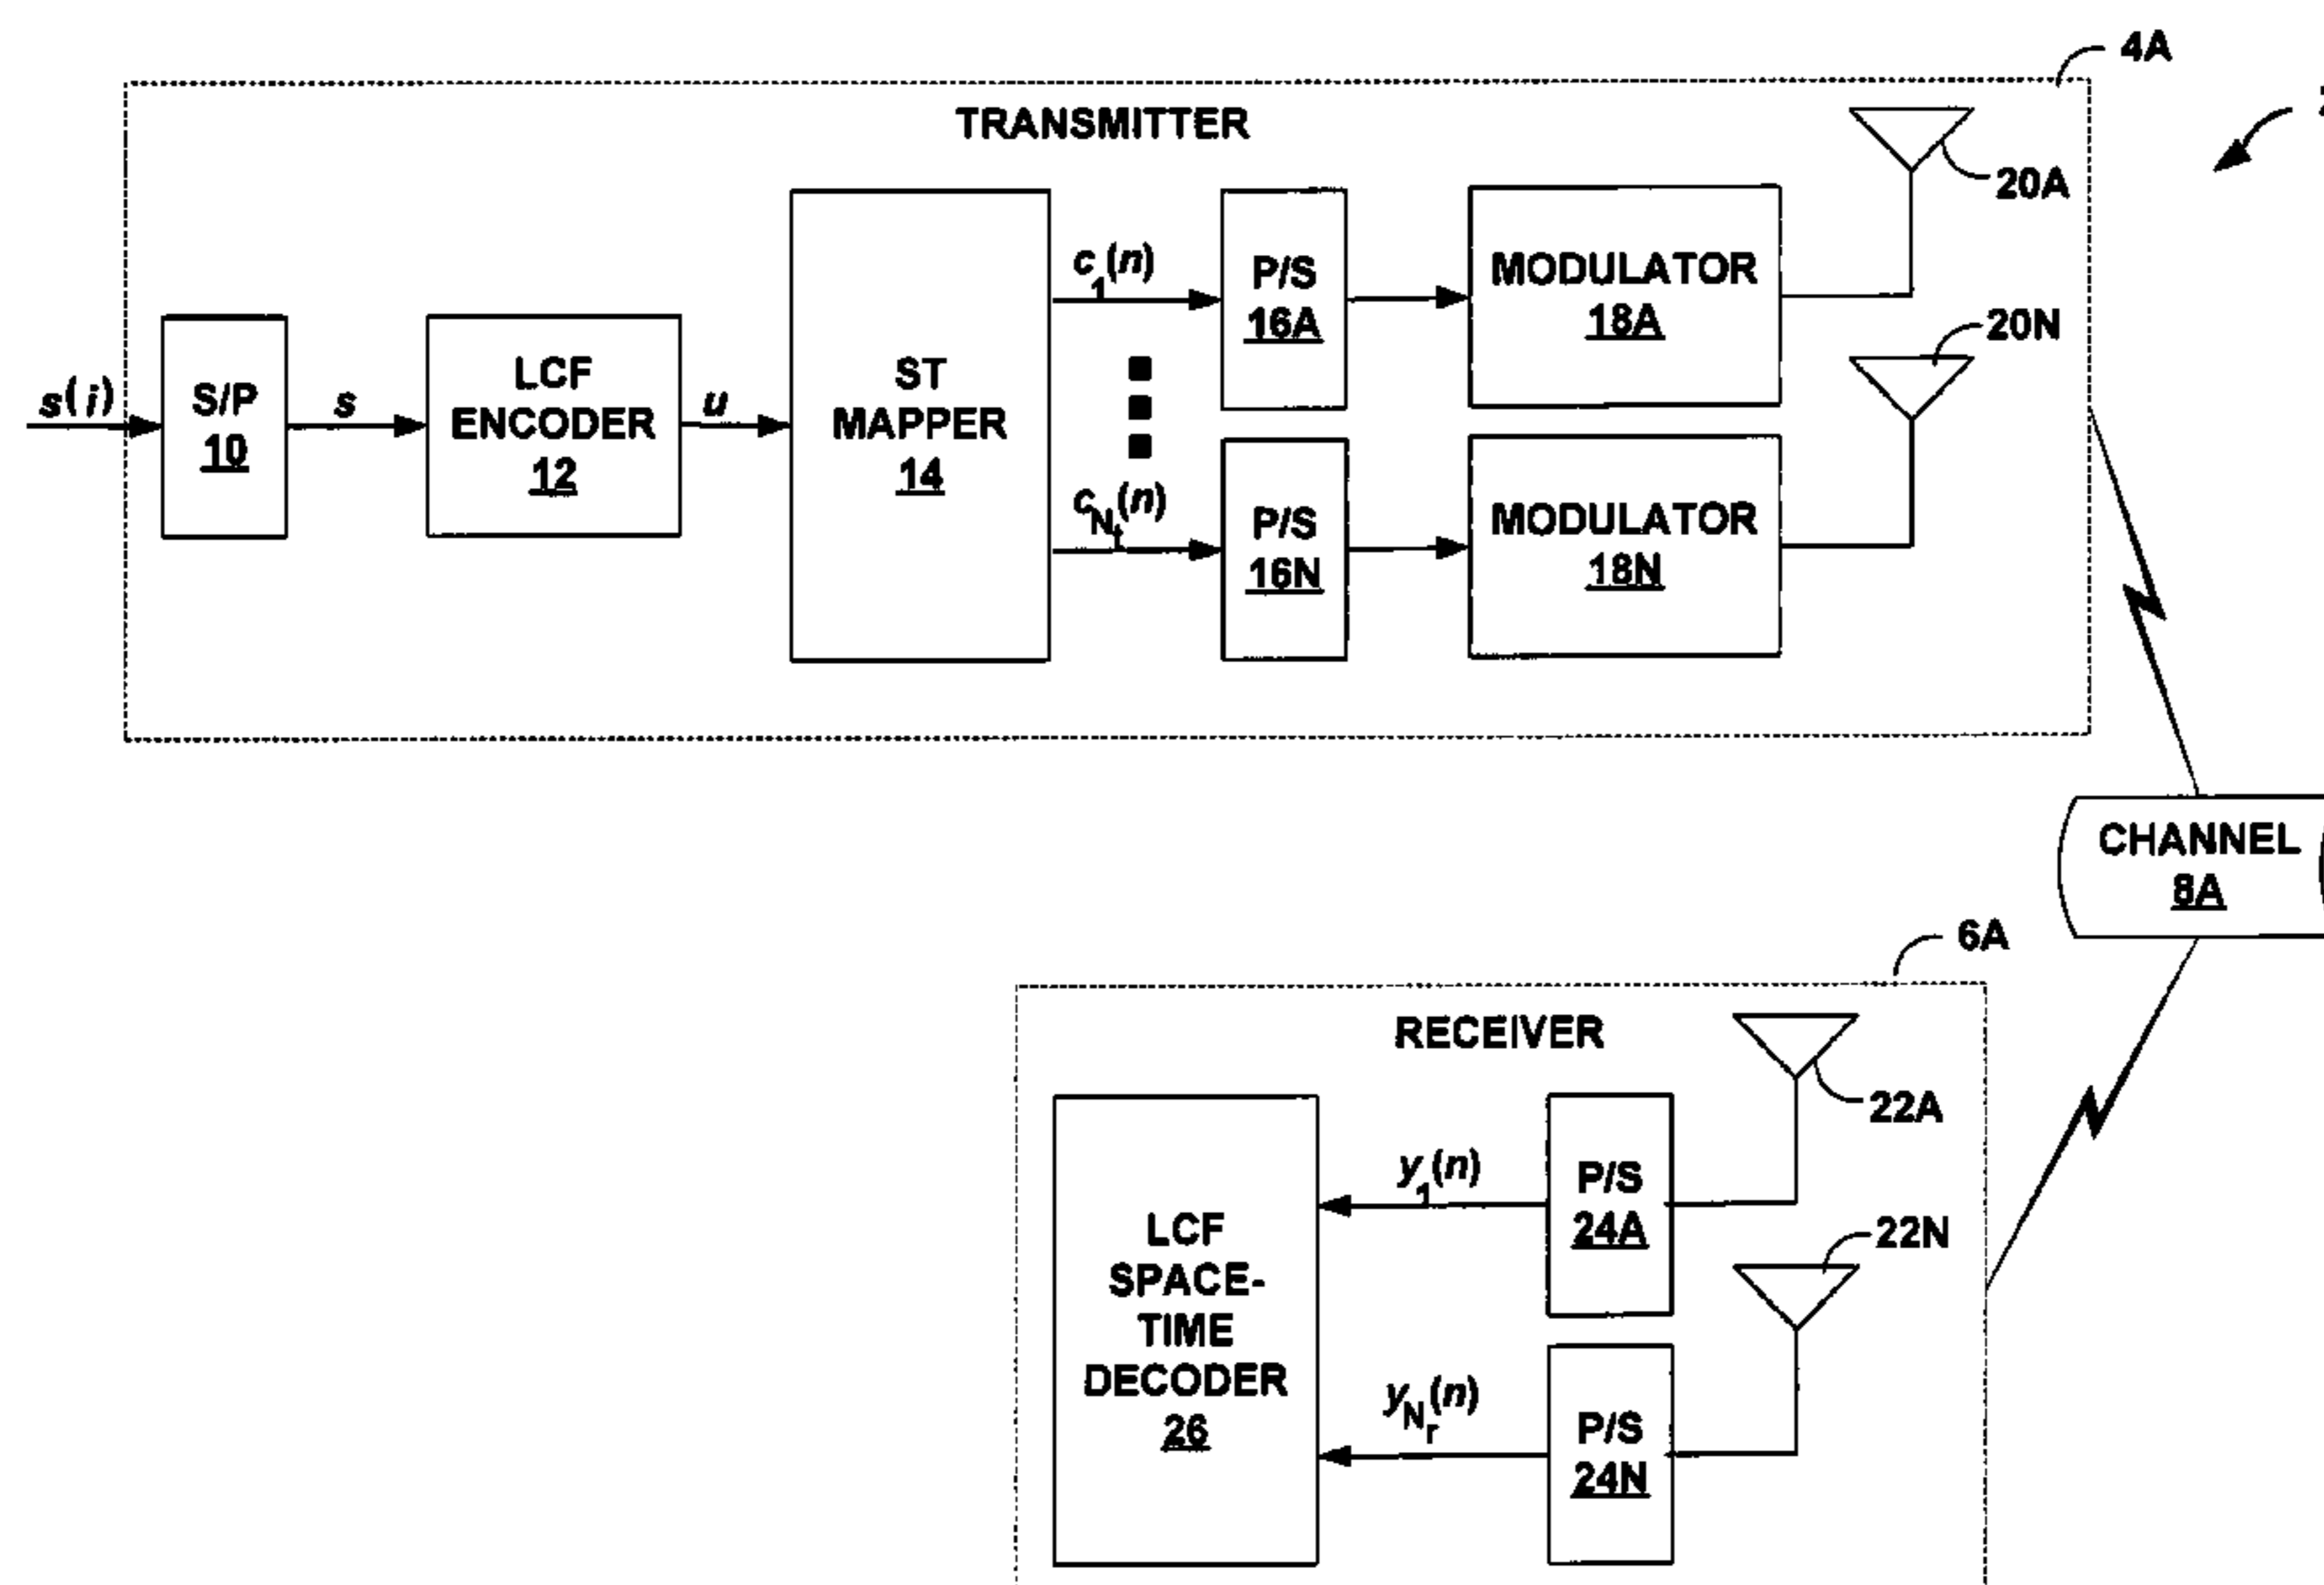 4A
TRANSMITTER
20A
s(i)
S/P
10
s
LCF
ENCODER
12
u
ST
MAPPER
14
c1(n)
P/S
16A
MODULATOR
18A
20N
cNt(n)
P/S
16N
MODULATOR
18N
CHANNEL
8A
6A
RECEIVER
22A
LCF
SPACE-
TIME
DECODER
26
y1(n)
P/S
24A
22N
yNr(n)
P/S
24N